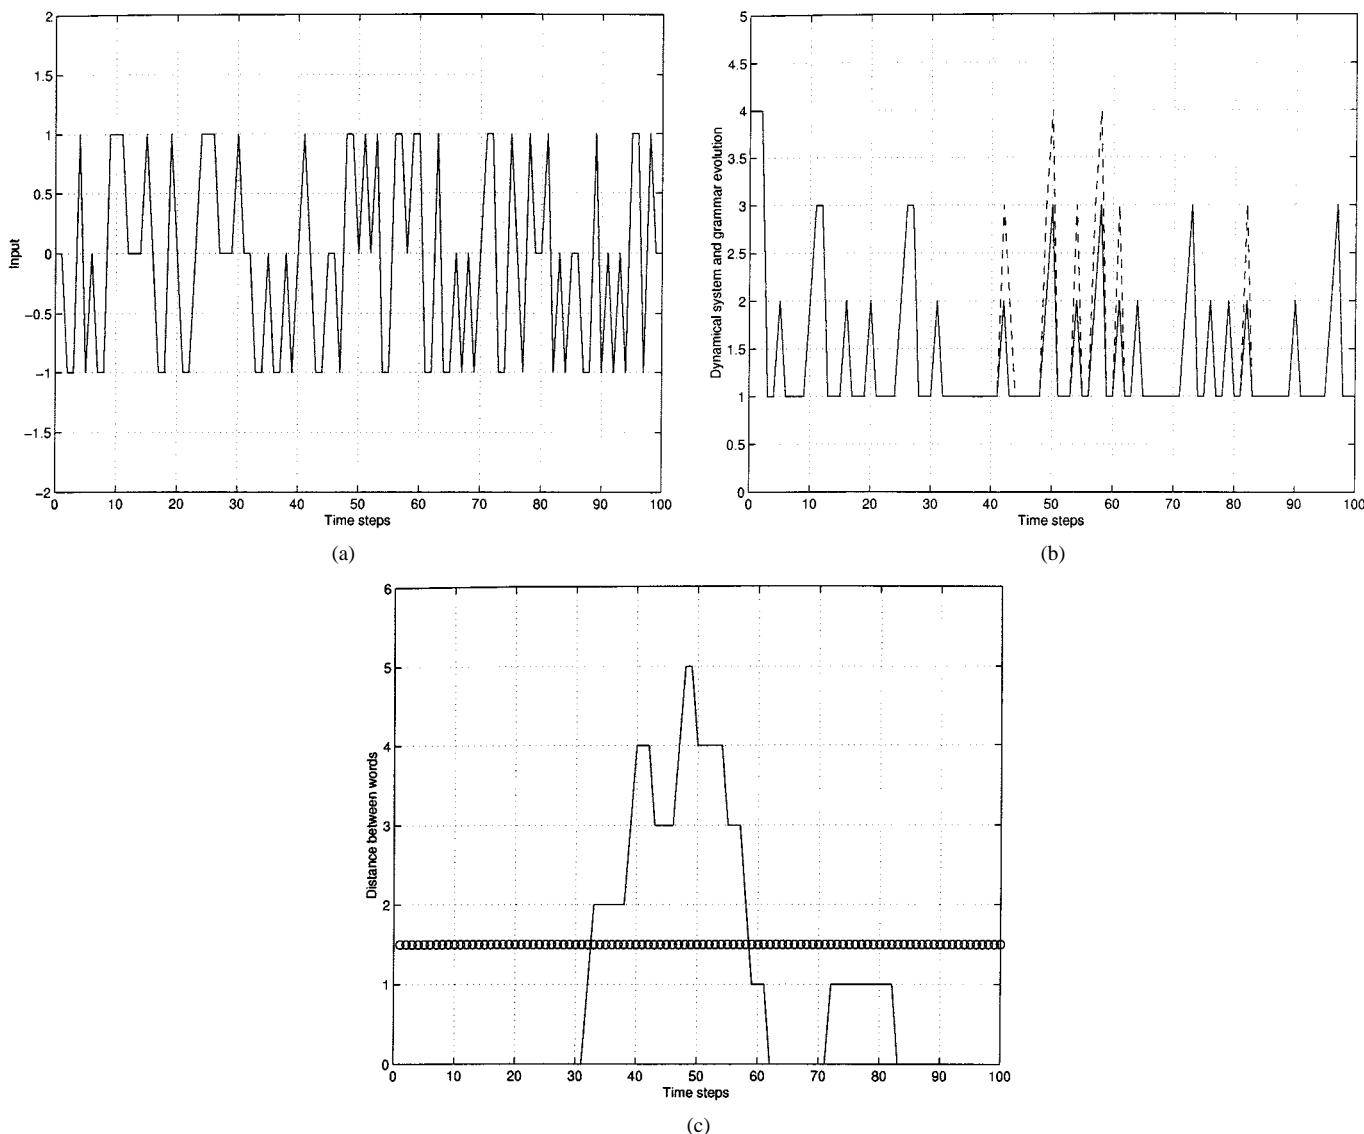 2
1.5
1
0.5
0
−0.5
−1
−1.5
−2
Input
0 10 20 30 40 50 60 70 80 90 100
Time steps
(a)
5
4.5
4
3.5
3
2.5
2
1.5
1
0.5
0
Dynamical system and grammar evolution
0 10 20 30 40 50 60 70 80 90 100
Time steps
(b)
6
5
4
3
2
1
0
Distance between words
0 10 20 30 40 50 60 70 80 90 100
Time steps
(c)